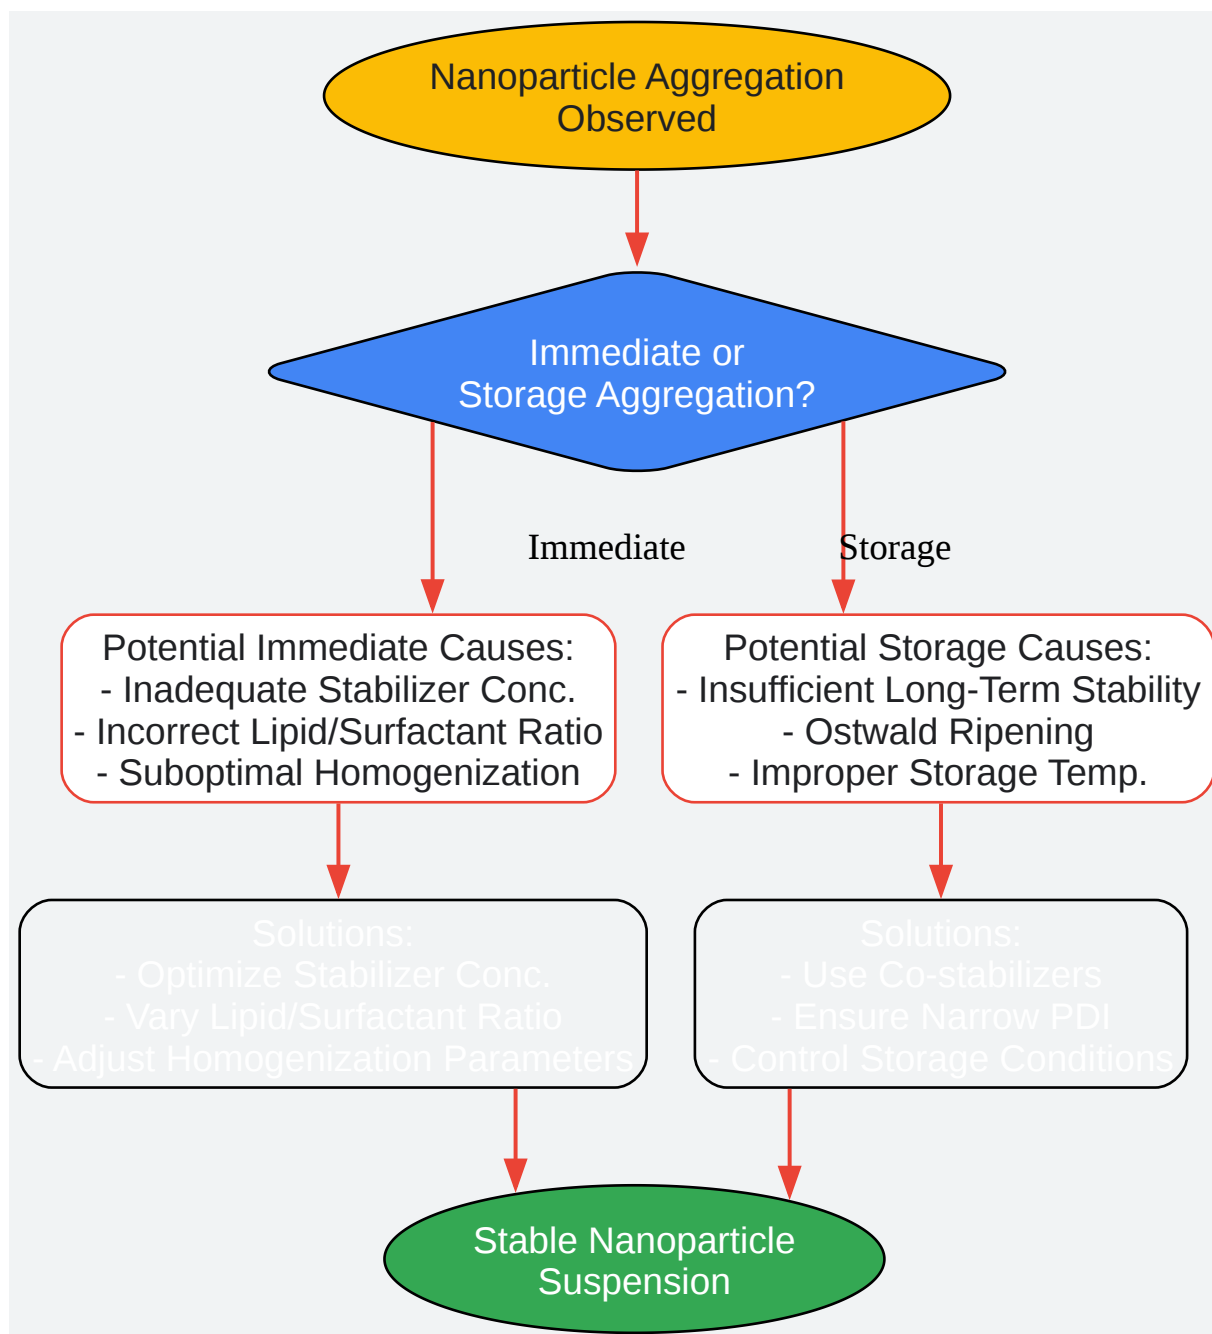 Nanoparticle Aggregation
Observed
Immediate or
Storage Aggregation?
Immediate
Storage
Potential Immediate Causes:
- Inadequate Stabilizer Conc.
- Incorrect Lipid/Surfactant Ratio
- Suboptimal Homogenization
Potential Storage Causes:
- Insufficient Long-Term Stability
- Ostwald Ripening
- Improper Storage Temp.
Solutions:
- Optimize Stabilizer Conc.
- Vary Lipid/Surfactant Ratio
- Adjust Homogenization Parameters
Solutions:
- Use Co-stabilizers
- Ensure Narrow PDI
- Control Storage Conditions
Stable Nanoparticle
Suspension